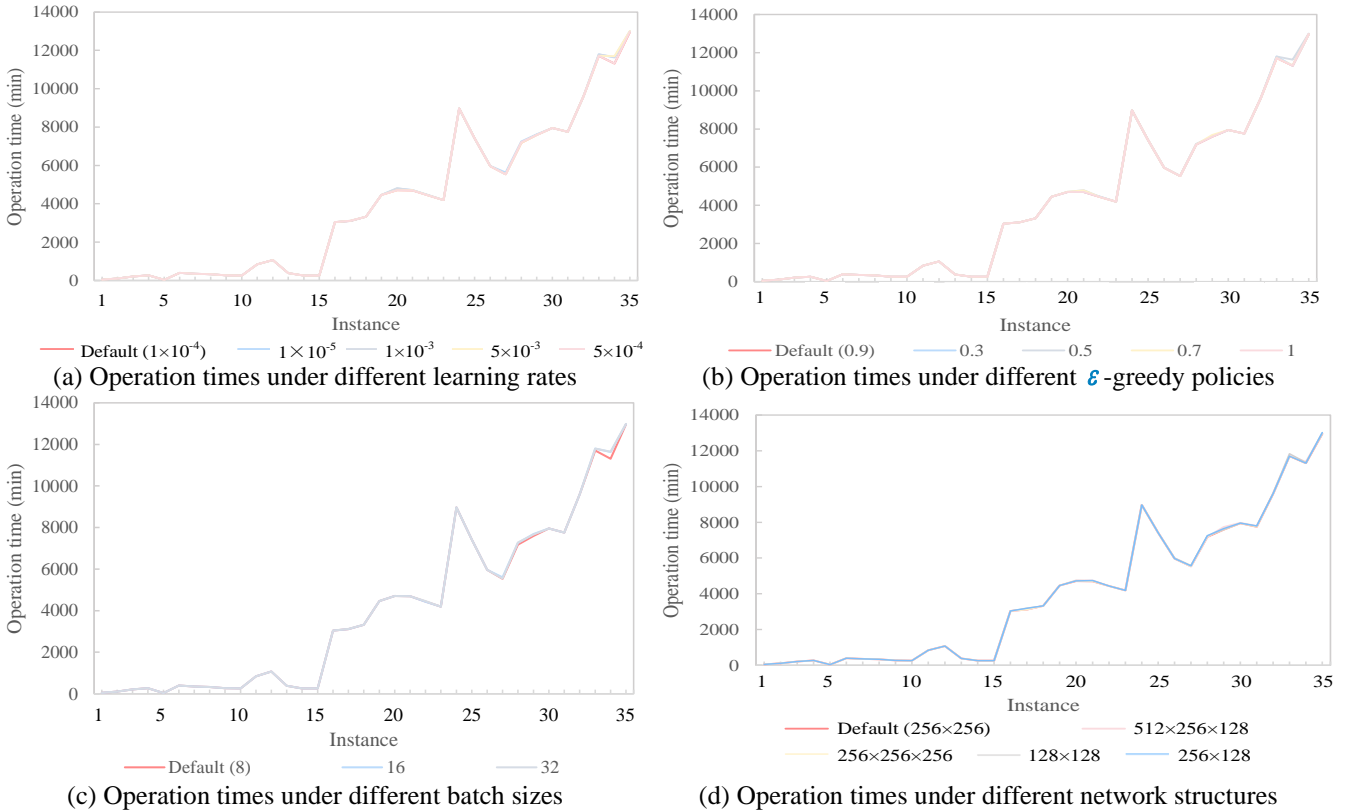 14000
12000
10000
8000
6000
4000
2000
0
Operation time (min)
1 5 10 15 20 25 30 35
Instance
Default (1×10⁻⁴) 1×10⁻⁵ 1×10⁻³ 5×10⁻³ 5×10⁻⁴
(a) Operation times under different learning rates
14000
12000
10000
8000
6000
4000
2000
0
Operation time (min)
1 5 10 15 20 25 30 35
Instance
Default (0.9) 0.3 0.5 0.7 1
(b) Operation times under different ε-greedy policies
14000
12000
10000
8000
6000
4000
2000
0
Operation time (min)
1 5 10 15 20 25 30 35
Instance
Default (8) 16 32
(c) Operation times under different batch sizes
14000
12000
10000
8000
6000
4000
2000
0
Operation time (min)
1 5 10 15 20 25 30 35
Instance
Default (256×256) 512×256×128
256×256×256 128×128 256×128
(d) Operation times under different network structures